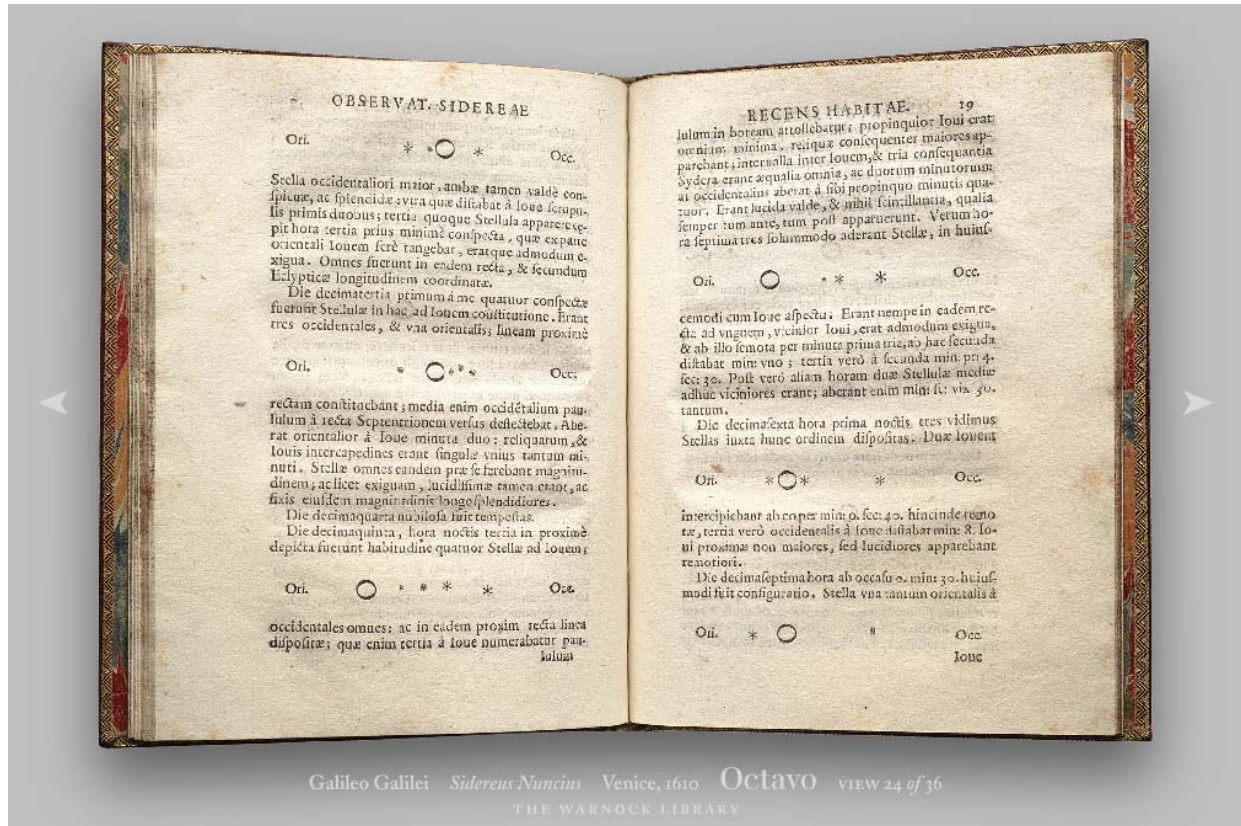 OBSERVAT. SIDEREAE
Ori. * * O * Occ.
Stella occidentaliori maior, ambæ tamen valdè con-
ſpicuæ, ac ſplendidæ: vtra quæ diſtabat à Ioue ſcrupu-
lis primis duobus; tertia quoque Stellula apparere cę-
pit hora tertia prius minimè conſpecta, quæ ex parte
orientali Iouem ferè tangebat, eratque admodum e-
xigua. Omnes fuerunt in eadem recta, & ſecundum
Eclypticæ longitudinem coordinatæ.
Die decimatertia primum à me quatuor conſpectæ
fuerunt Stellulæ in hac ad Iouem conſtitutione. Erant
tres occidentales, & vna orientalis; lineam proximè
Ori. * O * * * Occ:
rectam conſtituebant; media enim occidétalium pau-
lulum à recta Septentrionem verſus deflectebat. Abe-
rat orientalior à Ioue minuta duo: reliquarum, &
Iouis intercapedines erant ſingulæ vnius tantum mi-
nuti. Stellæ omnes eandem præ ſe ferebant magnitu-
dinem; ac licet exiguam, lucidiſſimæ tamen erant, ac
fixis eiuſdem magnitudinis longe ſplendidiores.
Die decimaquarta nubiloſa fuit tempeſtas.
Die decimaquinta, hora noctis tertia in proximè
depicta fuerunt habitudine quatuor Stellæ ad Iouem;
Ori. O * * * * Occ.
occidentales omnes: ac in eadem proxim recta linea
diſpoſitæ; quæ enim tertia à Ioue numerabatur pau-
lulum
RECENS HABITAE. 19
lulum in boream attollebatur; propinquior Ioui erat
omnium minima, reliquæ conſequenter maiores ap-
parebant; interualla inter Iouem, & tria conſequentia
Sydera erant æqualia omnia, ac duorum minutorum:
at occidentalius aberat à ſibi propinquo minutis qua-
tuor. Erant lucida valde, & nihil ſcintillantia, qualia
ſemper tum ante, tum poſt apparuerunt. Verum ho-
ra ſeptima tres ſolummodo aderant Stellæ, in huiuſ-
Ori. O * * * Occ.
cemodi cum Ioue aſpectu. Erant nempe in eadem re-
cta ad vnguem, vicinior Ioui, erat admodum exigua,
& ab illo ſemota per minuta prima tria; ab hac ſecunda
diſtabat min: vno; tertia verò à ſecunda min: pri 4.
ſec: 30. Poſt verò aliam horam duæ Stellulæ mediæ
adhuc viciniores erant; aberant enim min: ſc: vix 30.
tantum.
Die decimaſexta hora prima noctis tres vidimus
Stellas iuxta hunc ordinem diſpoſitas. Duæ Iouem
Ori. * O * * Occ.
intercipiebant ab eo per min: 0. ſec: 40. hinc inde remo
tæ, tertia verò occidentalis à Ioue diſtabat min: 8. Io-
ui proximæ non maiores, ſed lucidiores apparebant
remotiori.
Die decimaſeptima hora ab occaſu 0. min: 30. huiuſ-
modi fuit configuratio. Stella vna tantum orientalis à
Ori. * O * Occ
Ioue
Galileo Galilei Sidereus Nuncius Venice, 1610 Octavo VIEW 24 of 36
THE WARNOCK LIBRARY